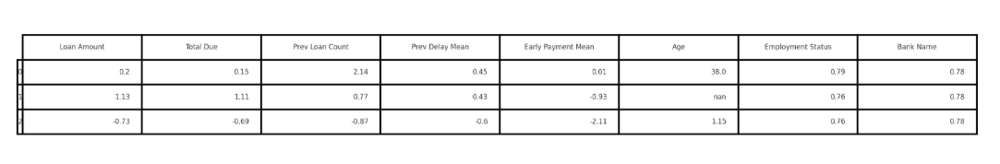 Loan Amount Total Due Prev Loan Count Prev Delay Mean Early Payment Mean Age Employment Status Bank Name
0 0.2 0.15 2.14 0.45 0.01 38.0 0.79 0.78
1 1.13 1.11 0.77 0.43 -0.93 nan 0.76 0.78
2 -0.73 -0.69 -0.87 -0.6 -2.11 1.15 0.76 0.78